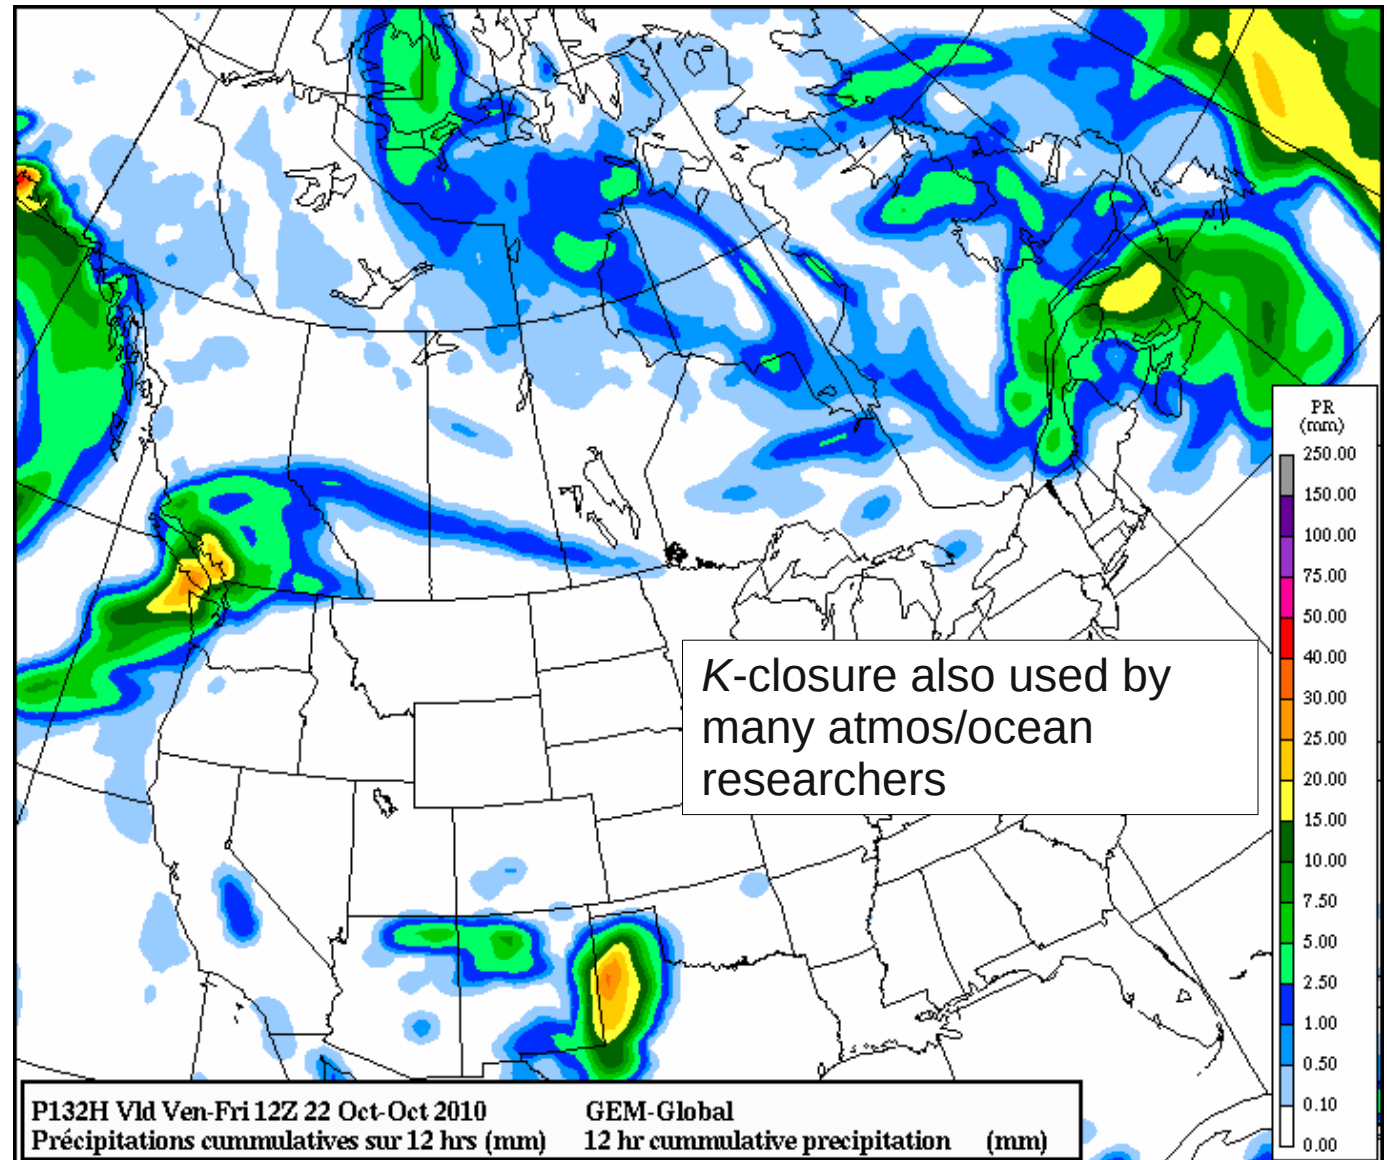 K-closure also used by
many atmos/ocean
researchers
PR
(mm)
250.00
150.00
100.00
75.00
50.00
40.00
30.00
25.00
20.00
15.00
10.00
7.50
5.00
2.50
1.00
0.50
0.10
0.00
P132H Vld Ven-Fri 12Z 22 Oct-Oct 2010 GEM-Global
Précipitations cummulatives sur 12 hrs (mm) 12 hr cummulative precipitation (mm)